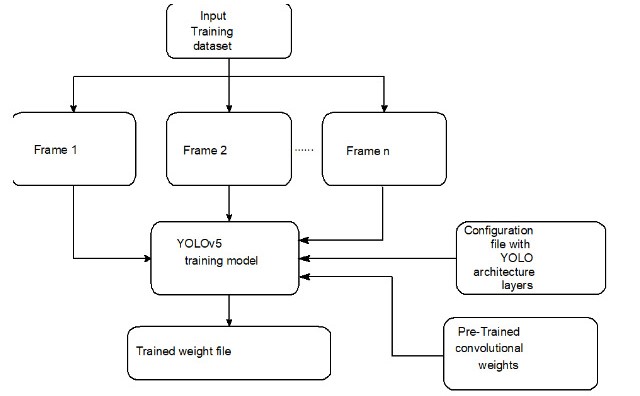 Input
Training
dataset
Frame 1
Frame 2
......
Frame n
YOLOv5
training model
Configuration
file with
YOLO
architecture
layers
Trained weight file
Pre-Trained
convolutional
weights